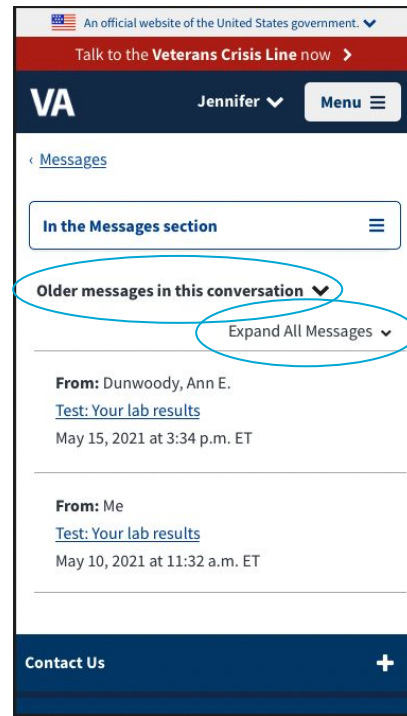 An official website of the United States government.
Talk to the Veterans Crisis Line now
VA
Jennifer
Menu
Messages
In the Messages section
Older messages in this conversation
Expand All Messages
From: Dunwoody, Ann E.
Test: Your lab results
May 15, 2021 at 3:34 p.m. ET
From: Me
Test: Your lab results
May 10, 2021 at 11:32 a.m. ET
Contact Us